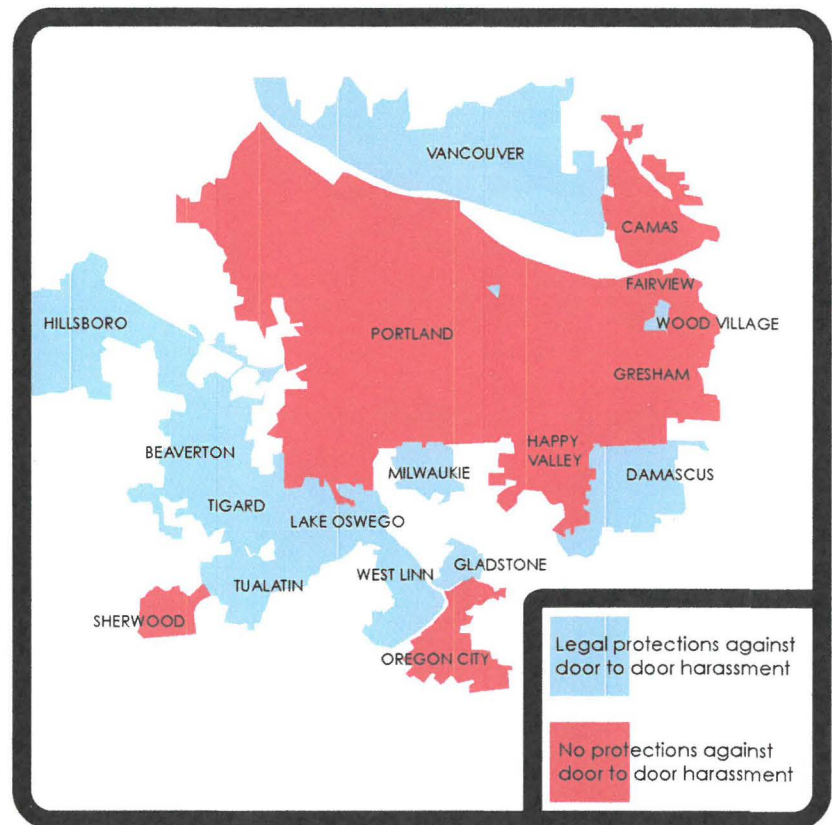 VANCOUVER
CAMAS
FAIRVIEW
HILLSBORO
WOOD VILLAGE
PORTLAND
GRESHAM
HAPPY
VALLEY
BEAVERTON
MILWAUKIE
DAMASCUS
TIGARD
LAKE OSWEGO
GLADSTONE
WEST LINN
TUALATIN
SHERWOOD
OREGON CITY
Legal protections against
door to door harassment
No protections against
door to door harassment